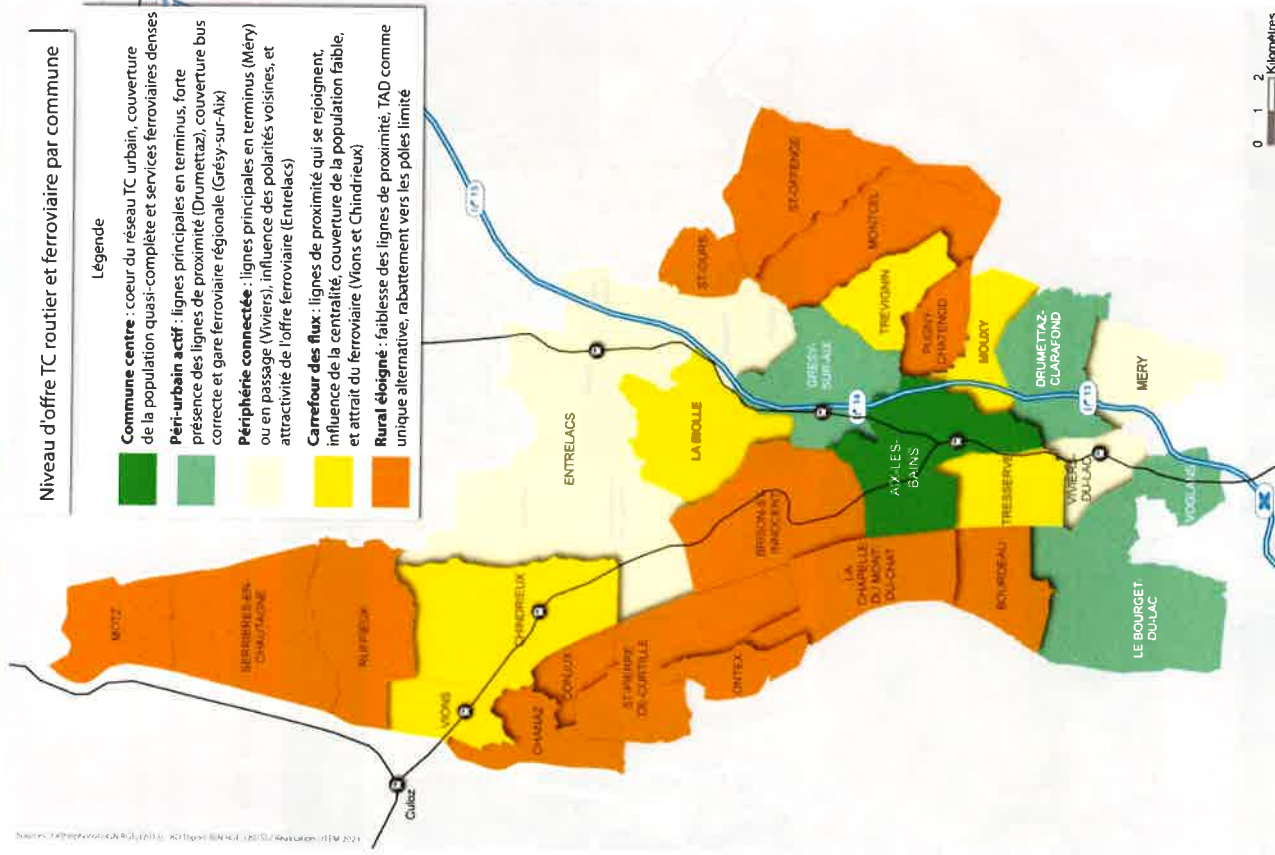 Niveau d'offre TC routier et ferroviaire par commune
Légende
Commune centre : coeur du réseau TC urbain, couverture
de la population quasi-complète et services ferroviaires denses
Péri-urbain actif : lignes principales en terminus, forte
présence des lignes de proximité (Drumettaz), couverture bus
correcte et gare ferroviaire régionale (Grésy-sur-Aix)
Périphérie connectée : lignes principales en terminus (Méry)
ou en passage (Viviers), influence des polarités voisines, et
attractivité de l'offre ferroviaire (Entrelacs)
Carrefour des flux : lignes de proximité qui se rejoignent,
influence de la centralité, couverture de la population faible,
et attrait du ferroviaire (Vions et Chindrieux)
Rural éloigné : faiblesse des lignes de proximité, TAD comme
unique alternative, rabattement vers les pôles limité
MOTZ
SERRIERES-EN-
CHAUTAGNE
RUFFIEUX
VIONS
CHINDRIEUX
Culoz
CHANAZ
CONJUX
ST-PIERRE
DE-CURTILLE
ONTEX
ENTRELACS
LA BIOLLE
BRISON-ST
INNOCENT
LA
CHAPELLE
DU MONT
DU-CHAT
BOURDEAU
LE BOURGET-
DU-LAC
AIX-LES-
BAINS
TRESSERVE
VIVIERS-
DU-LAC
VOGLANS
GRESY-
SUR-AIX
ST-OURS
ST-OFFENGE
MONTCEL
TREVIGNIN
PUGNY-
CHATENOD
MOUXY
DRUMETTAZ-
CLARAFOND
MERY
15
14
13
0 1 2
Kilomètres